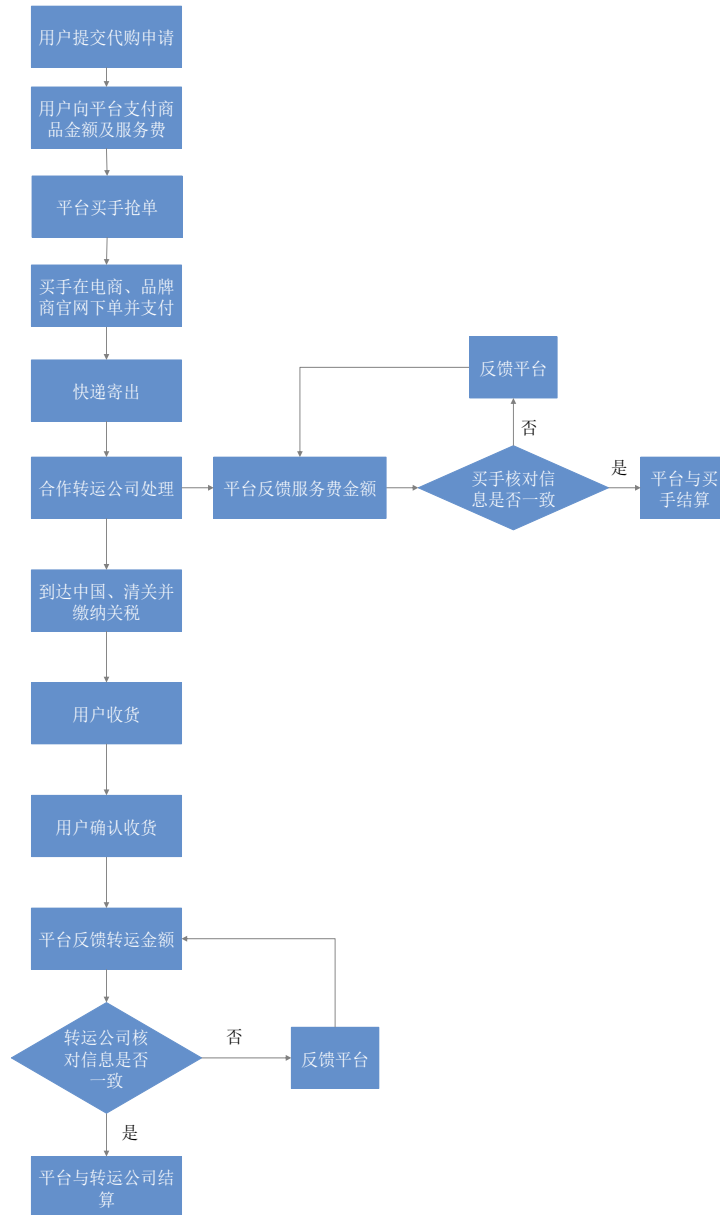 用户提交代购申请
用户向平台支付商
品金额及服务费
平台买手抢单
买手在电商、品牌
商官网下单并支付
快递寄出
反馈平台
否
合作转运公司处理
平台反馈服务费金额
买手核对信
息是否一致
是
平台与买
手结算
到达中国、清关并
缴纳关税
用户收货
用户确认收货
平台反馈转运金额
转运公司核
对信息是否
一致
否
反馈平台
是
平台与转运公司结
算